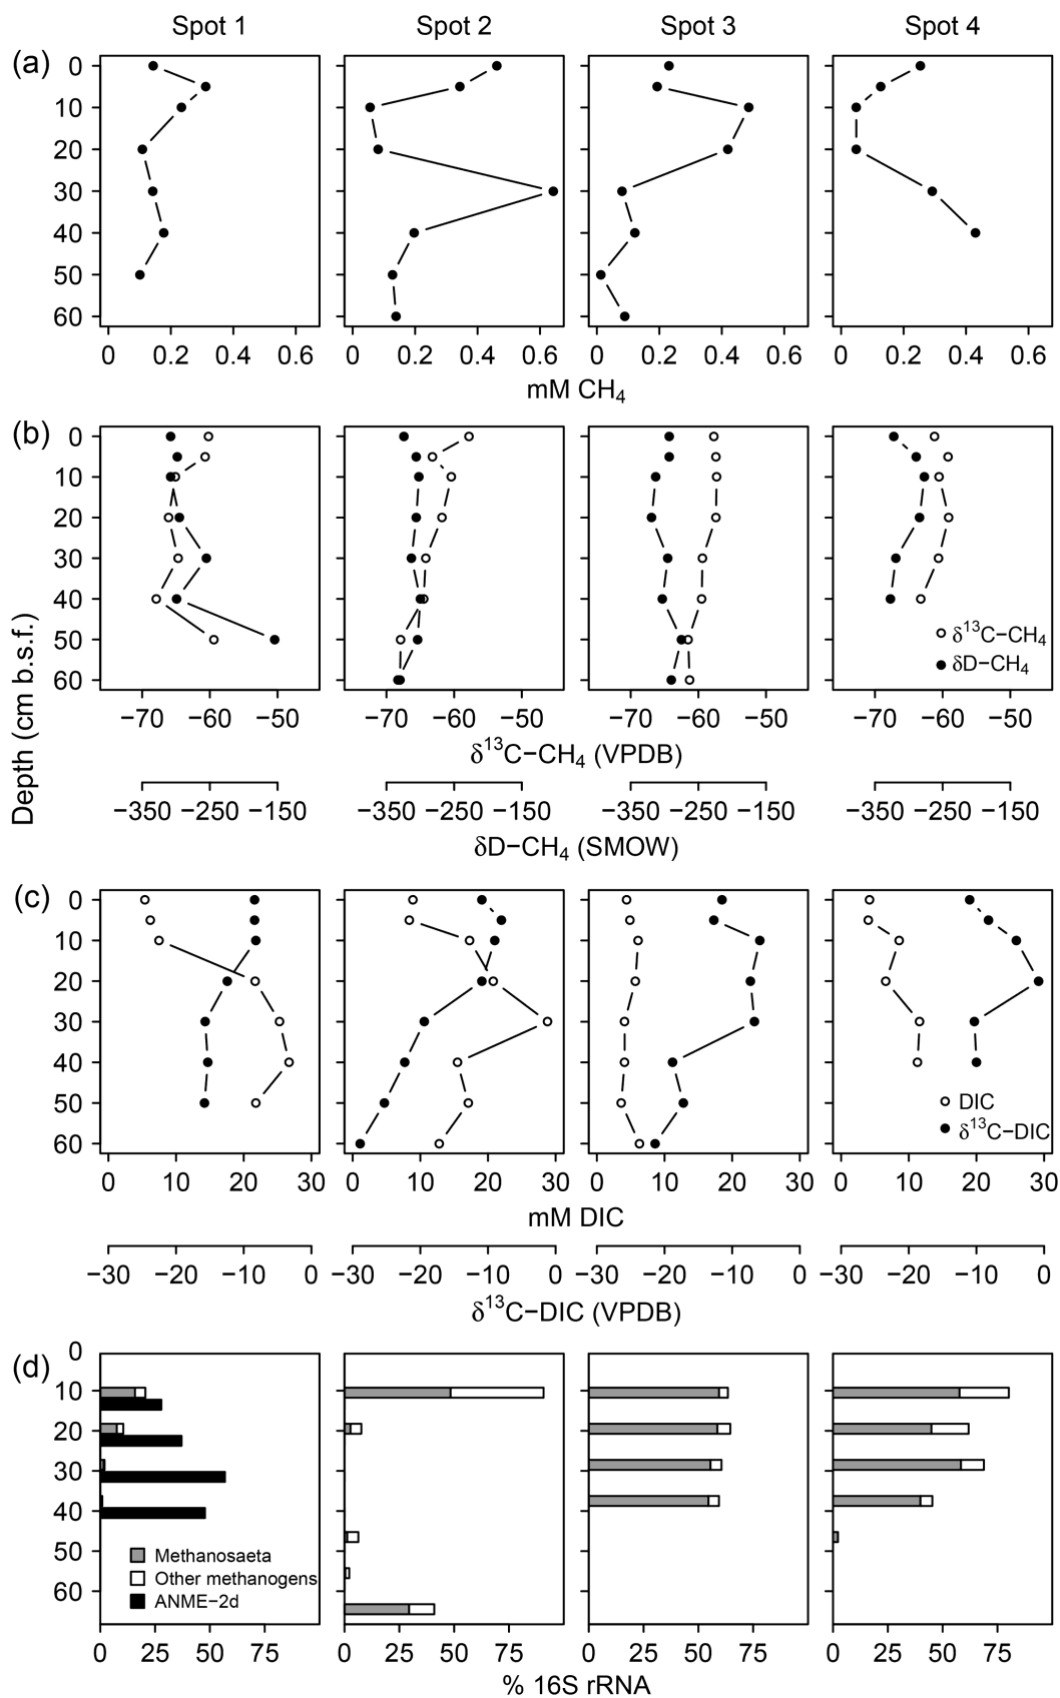 Spot 1 Spot 2 Spot 3 Spot 4
(a)
0
10
20
30
40
50
60
0 0.2 0.4 0.6 0 0.2 0.4 0.6 0 0.2 0.4 0.6 0 0.2 0.4 0.6
mM CH₄
(b)
0
10
20
30
40
50
60
δ¹³C−CH₄
δD−CH₄
−70 −60 −50 −70 −60 −50 −70 −60 −50 −70 −60 −50
δ¹³C−CH₄ (VPDB)
Depth (cm b.s.f.)
−350 −250 −150 −350 −250 −150 −350 −250 −150 −350 −250 −150
δD−CH₄ (SMOW)
(c)
0
10
20
30
40
50
60
DIC
δ¹³C−DIC
0 10 20 30 0 10 20 30 0 10 20 30 0 10 20 30
mM DIC
−30 −20 −10 0 −30 −20 −10 0 −30 −20 −10 0 −30 −20 −10 0
δ¹³C−DIC (VPDB)
(d)
0
10
20
30
40
50
60
Methanosaeta
Other methanogens
ANME−2d
0 25 50 75 0 25 50 75 0 25 50 75 0 25 50 75
% 16S rRNA